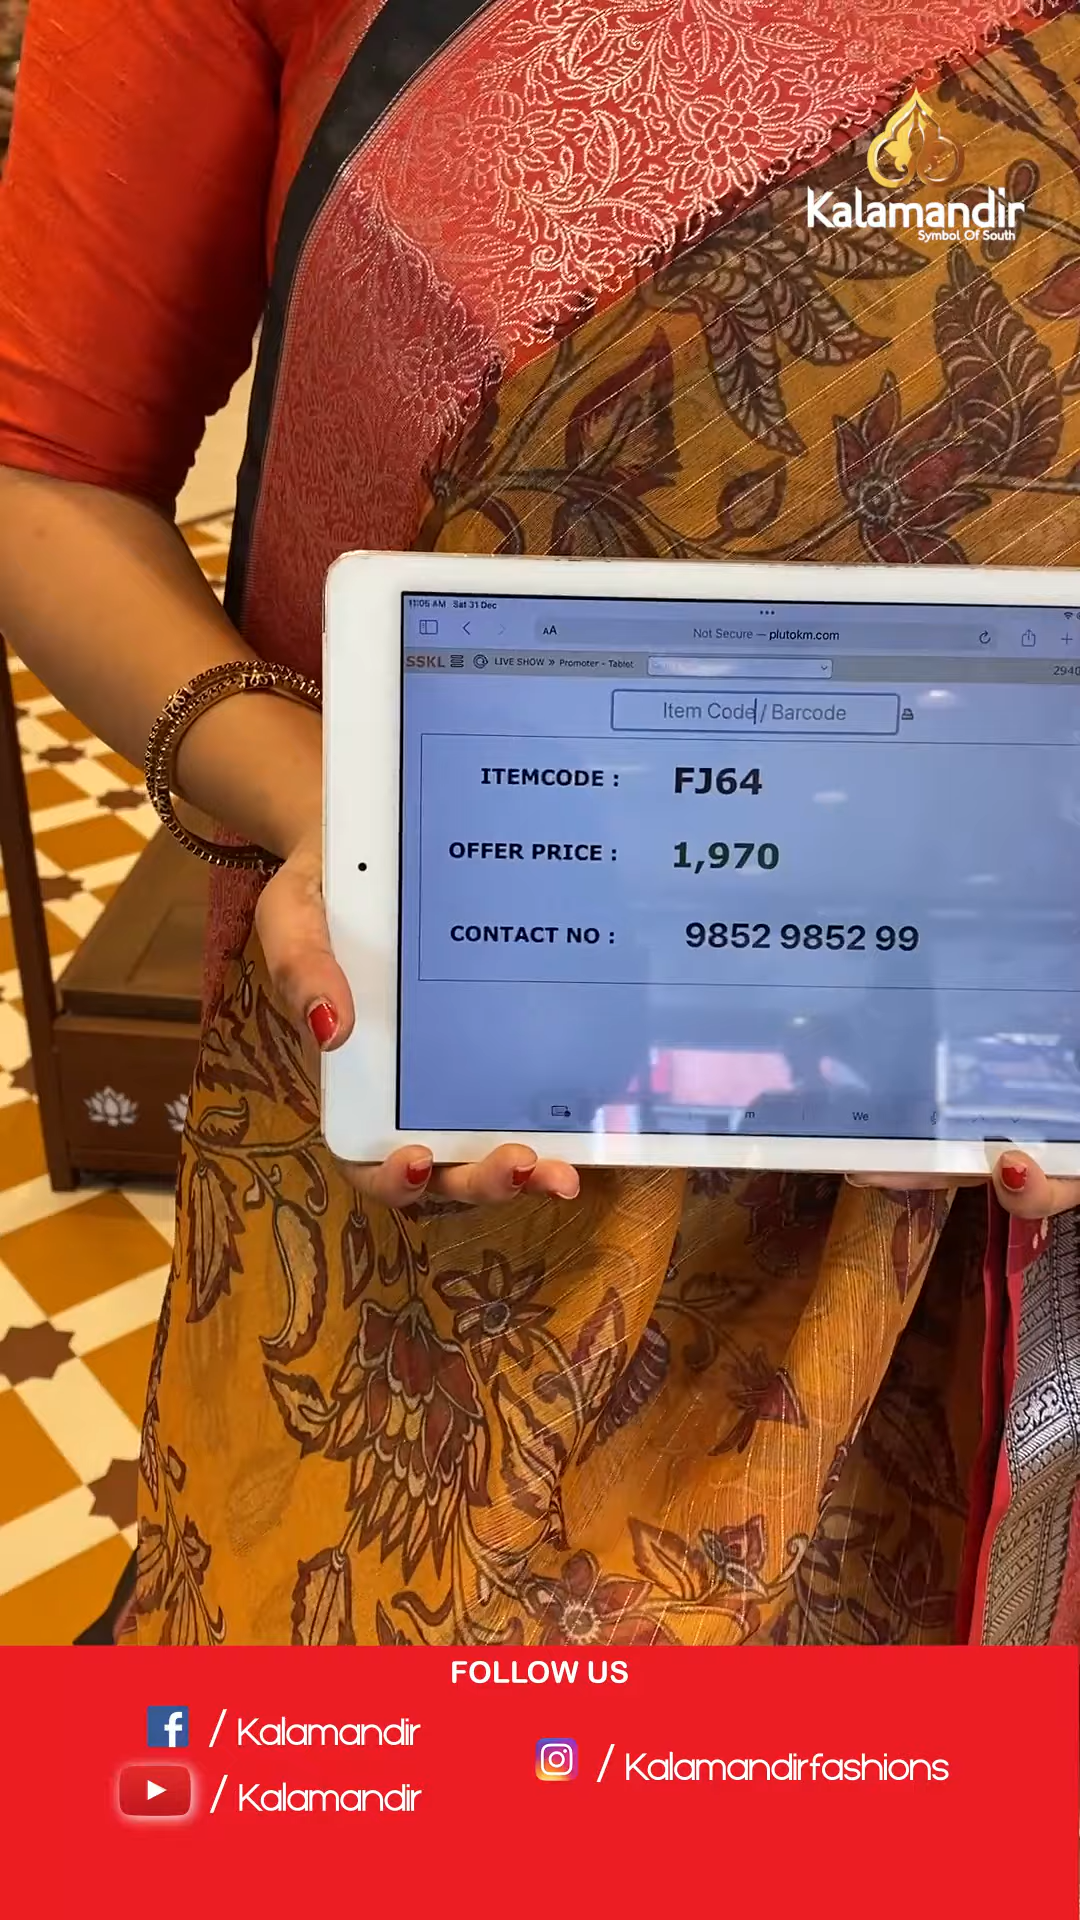 Kalamandir
Symbol Of South
11:05 AM Sat 31 Dec
AA Not Secure — plutokm.com
SSKL LIVE SHOW » Promoter - Tablet
2940
Item Code / Barcode
ITEMCODE : FJ64
OFFER PRICE : 1,970
CONTACT NO : 9852 9852 99
We
FOLLOW US
/ Kalamandir
/ Kalamandirfashions
/ Kalamandir